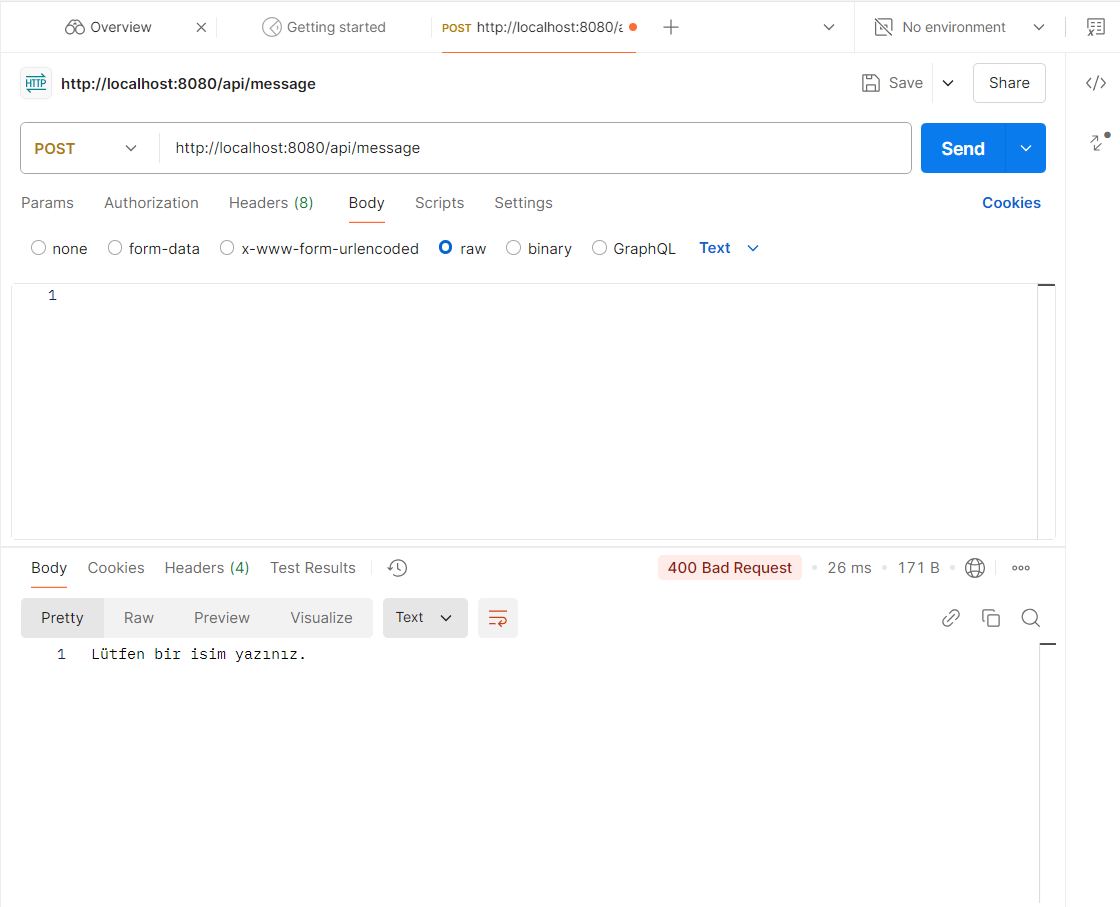 Overview
Getting started
POST http://localhost:8080/a
No environment
HTTP http://localhost:8080/api/message
Save
Share
POST http://localhost:8080/api/message
Send
Params Authorization Headers (8) Body Scripts Settings Cookies
none form-data x-www-form-urlencoded raw binary GraphQL Text
1
Body Cookies Headers (4) Test Results 400 Bad Request 26 ms 171 B
Pretty Raw Preview Visualize Text
1 Lütfen bir isim yazınız.